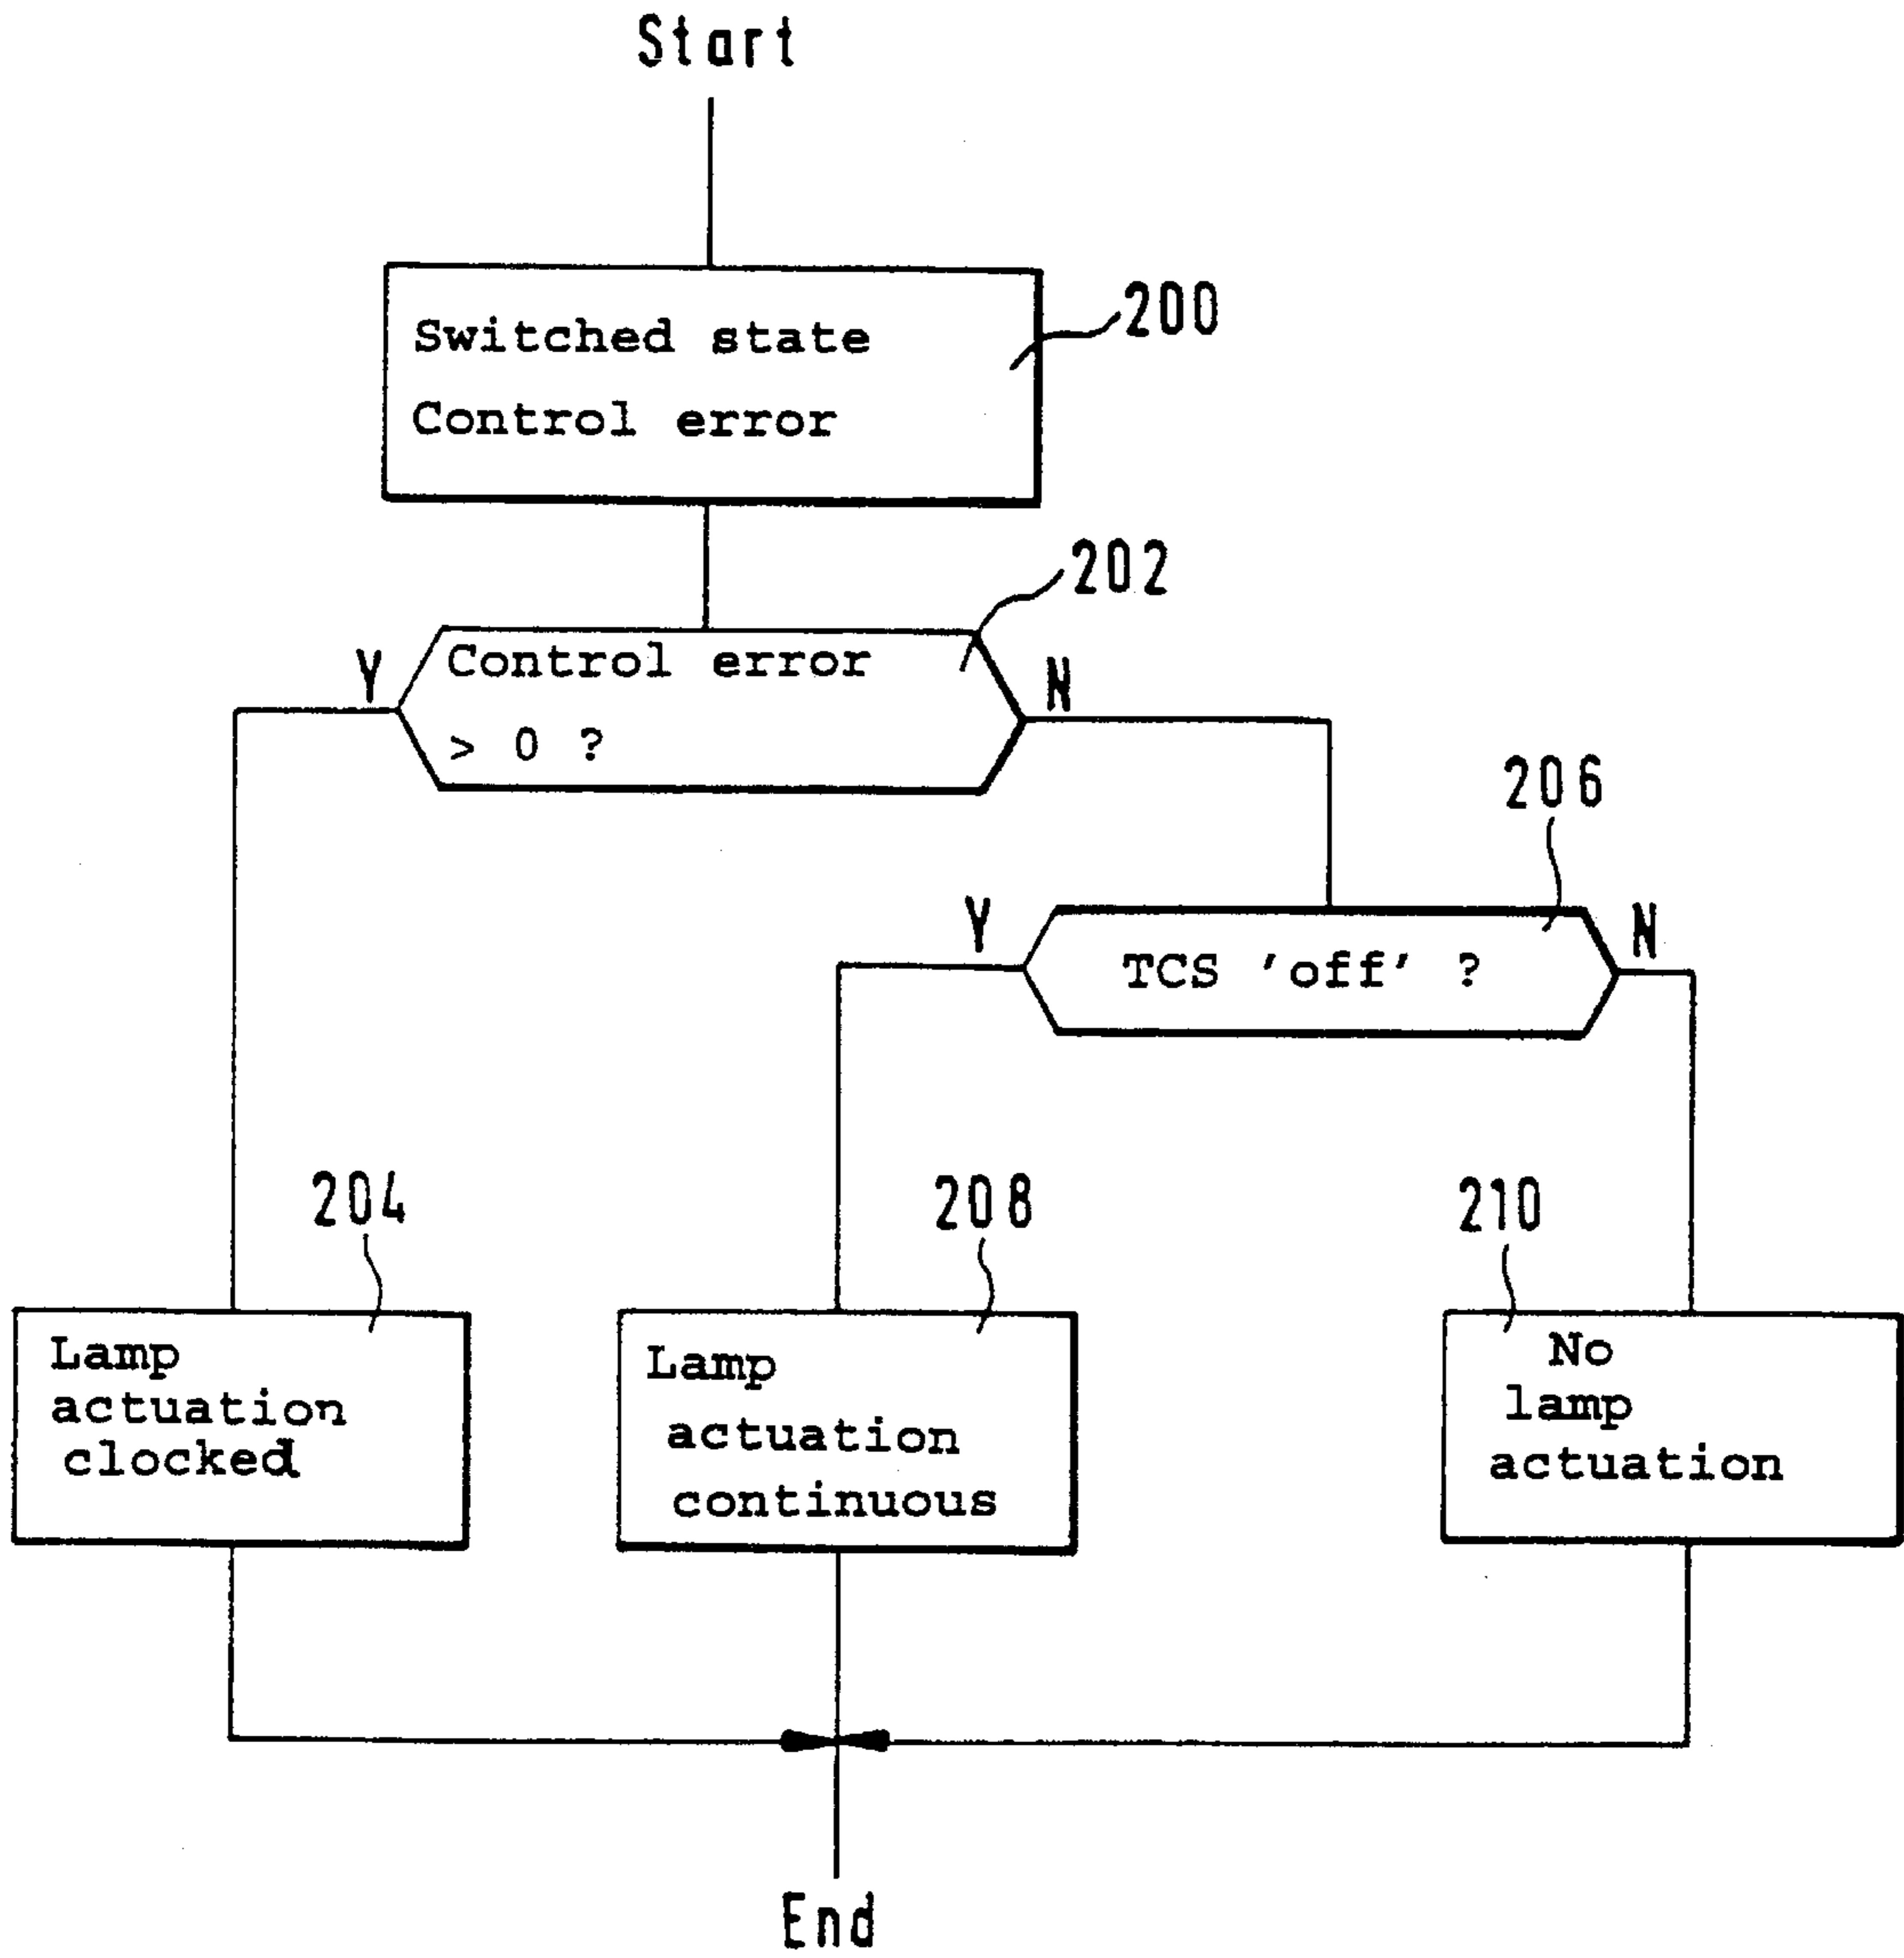 Start
200
Switched state
Control error
202
Y
Control error
N
> 0 ?
206
Y
TCS 'off' ?
N
204
208
210
Lamp
actuation
clocked
Lamp
actuation
continuous
No
lamp
actuation
End